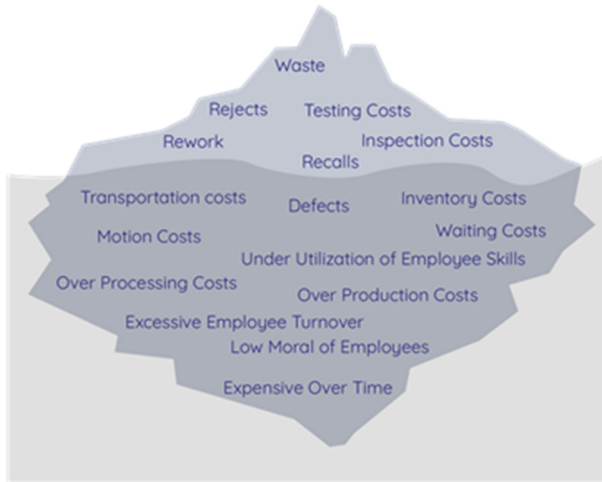 Waste
Rejects
Testing Costs
Rework
Inspection Costs
Recalls
Transportation costs
Defects
Inventory Costs
Motion Costs
Waiting Costs
Under Utilization of Employee Skills
Over Processing Costs
Over Production Costs
Excessive Employee Turnover
Low Moral of Employees
Expensive Over Time